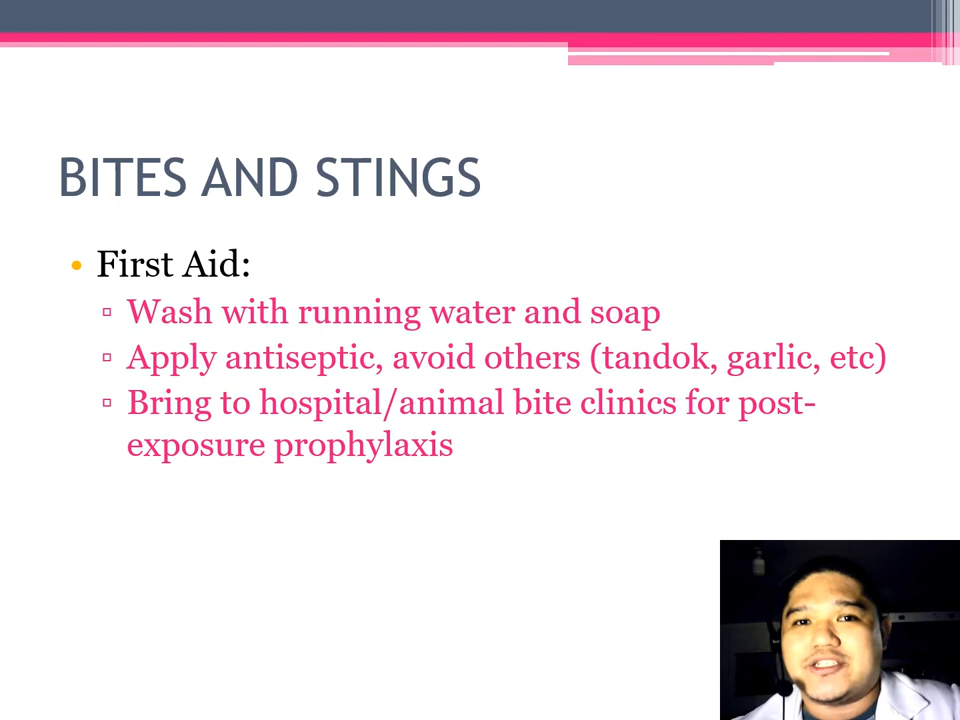 BITES AND STINGS
• First Aid:
▫ Wash with running water and soap
▫ Apply antiseptic, avoid others (tandok, garlic, etc)
▫ Bring to hospital/animal bite clinics for post-
exposure prophylaxis